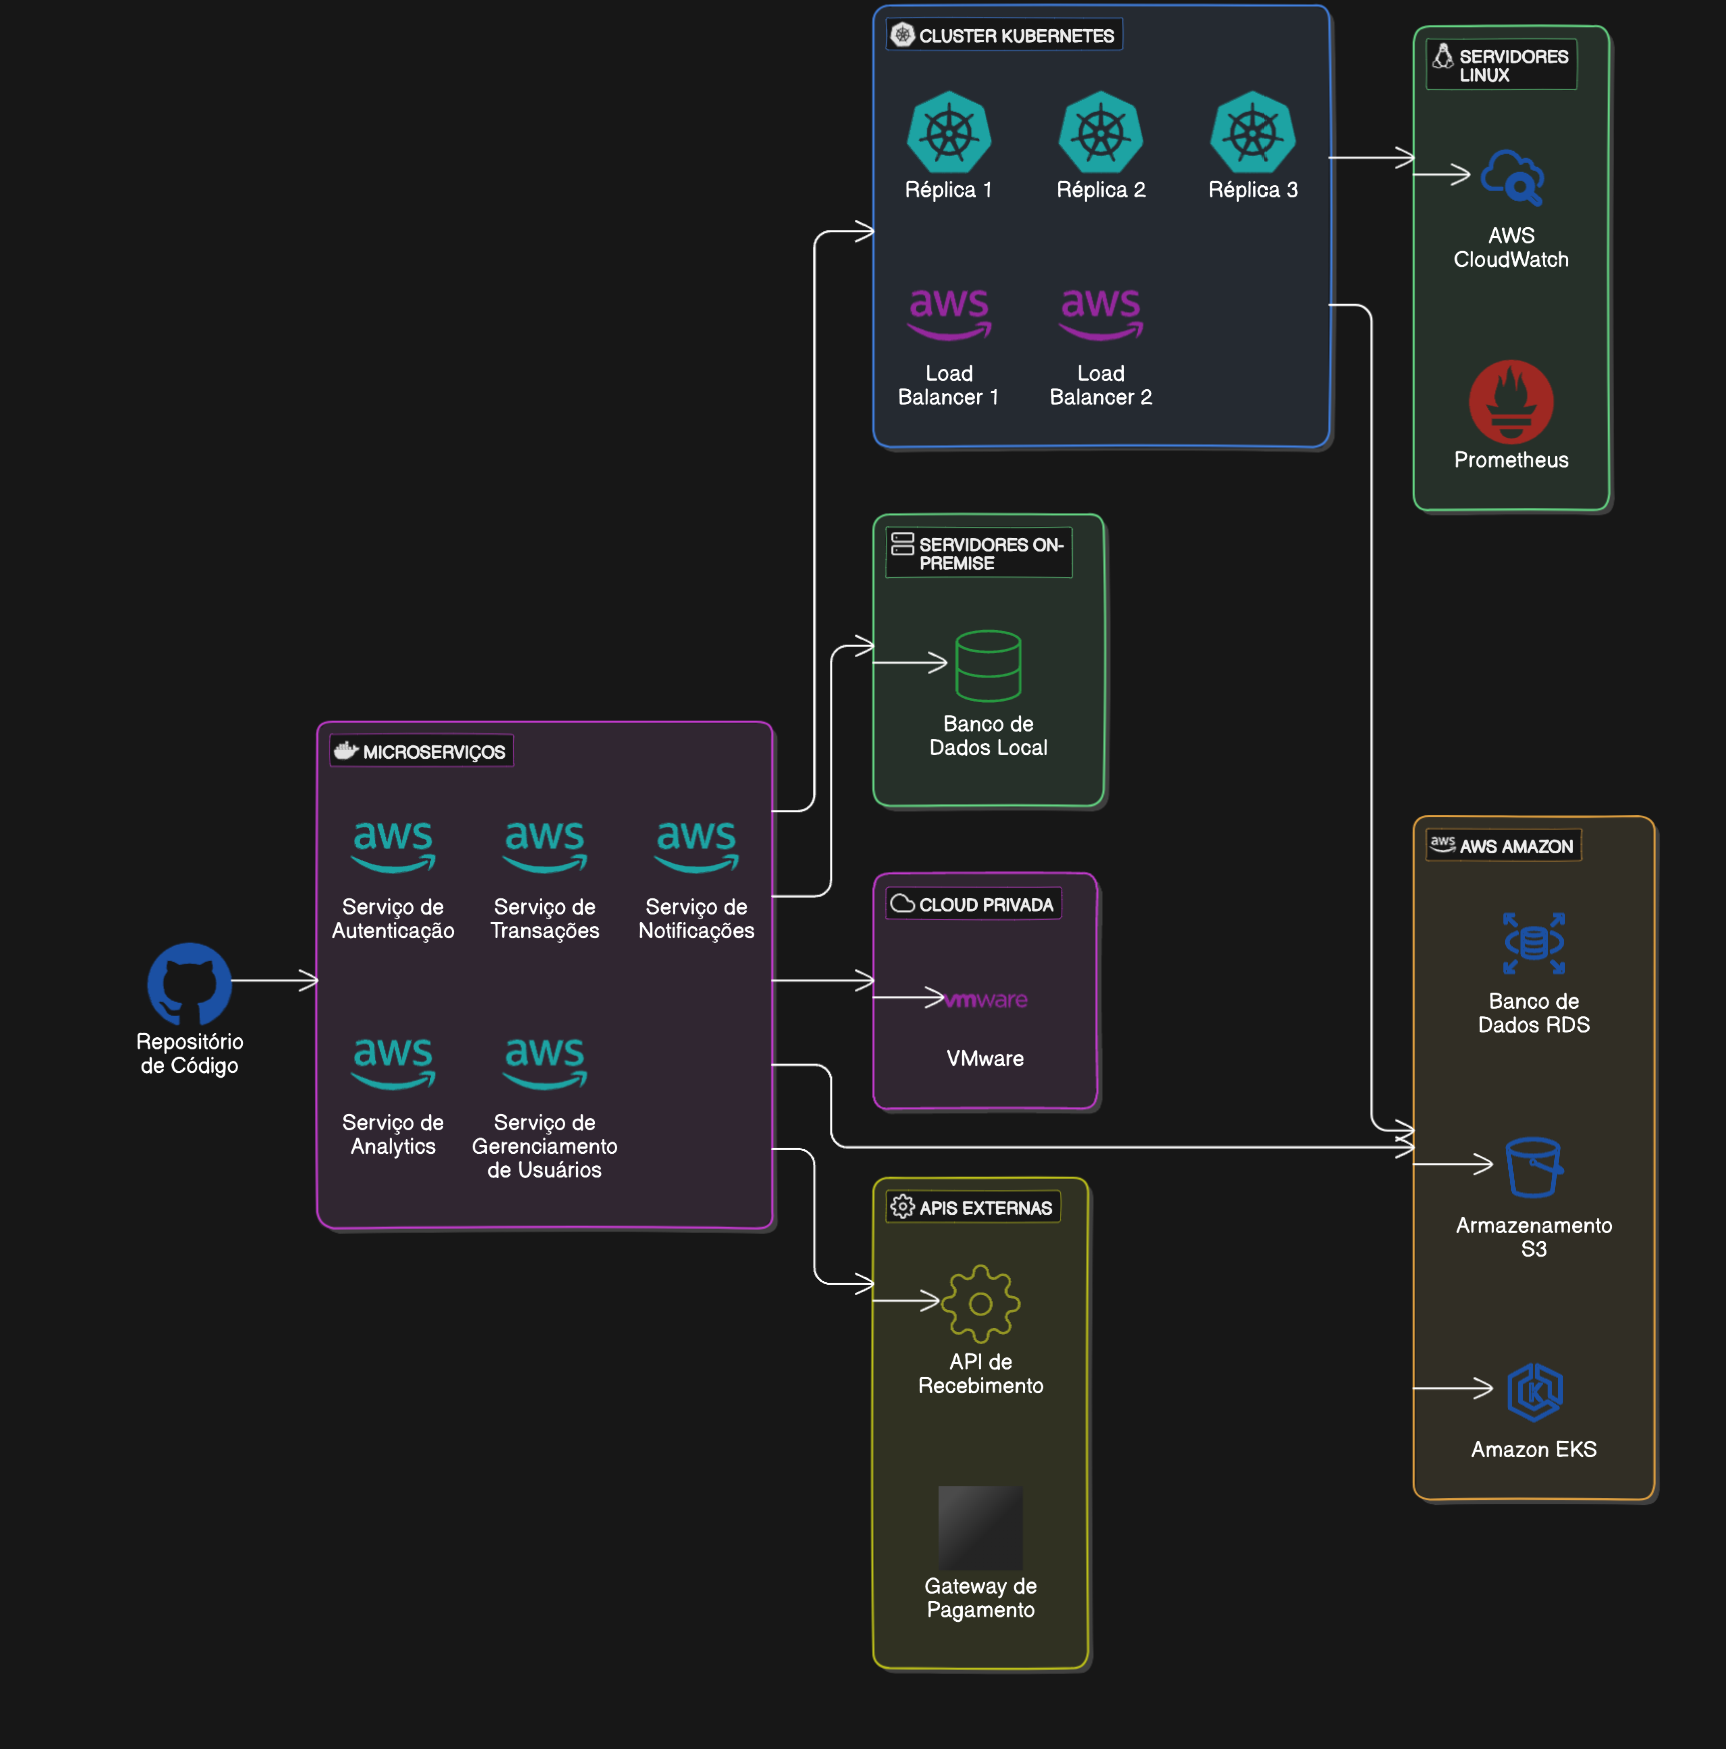 CLUSTER KUBERNETES
Réplica 1
Réplica 2
Réplica 3
aws
Load
Balancer 1
aws
Load
Balancer 2
SERVIDORES
LINUX
AWS
CloudWatch
Prometheus
SERVIDORES ON-
PREMISE
Banco de
Dados Local
MICROSERVIÇOS
aws
Serviço de
Autenticação
aws
Serviço de
Transações
aws
Serviço de
Notificações
aws
Serviço de
Analytics
aws
Serviço de
Gerenciamento
de Usuários
Repositório
de Código
CLOUD PRIVADA
vmware
VMware
aws AWS AMAZON
Banco de
Dados RDS
Armazenamento
S3
K
Amazon EKS
APIS EXTERNAS
API de
Recebimento
Gateway de
Pagamento